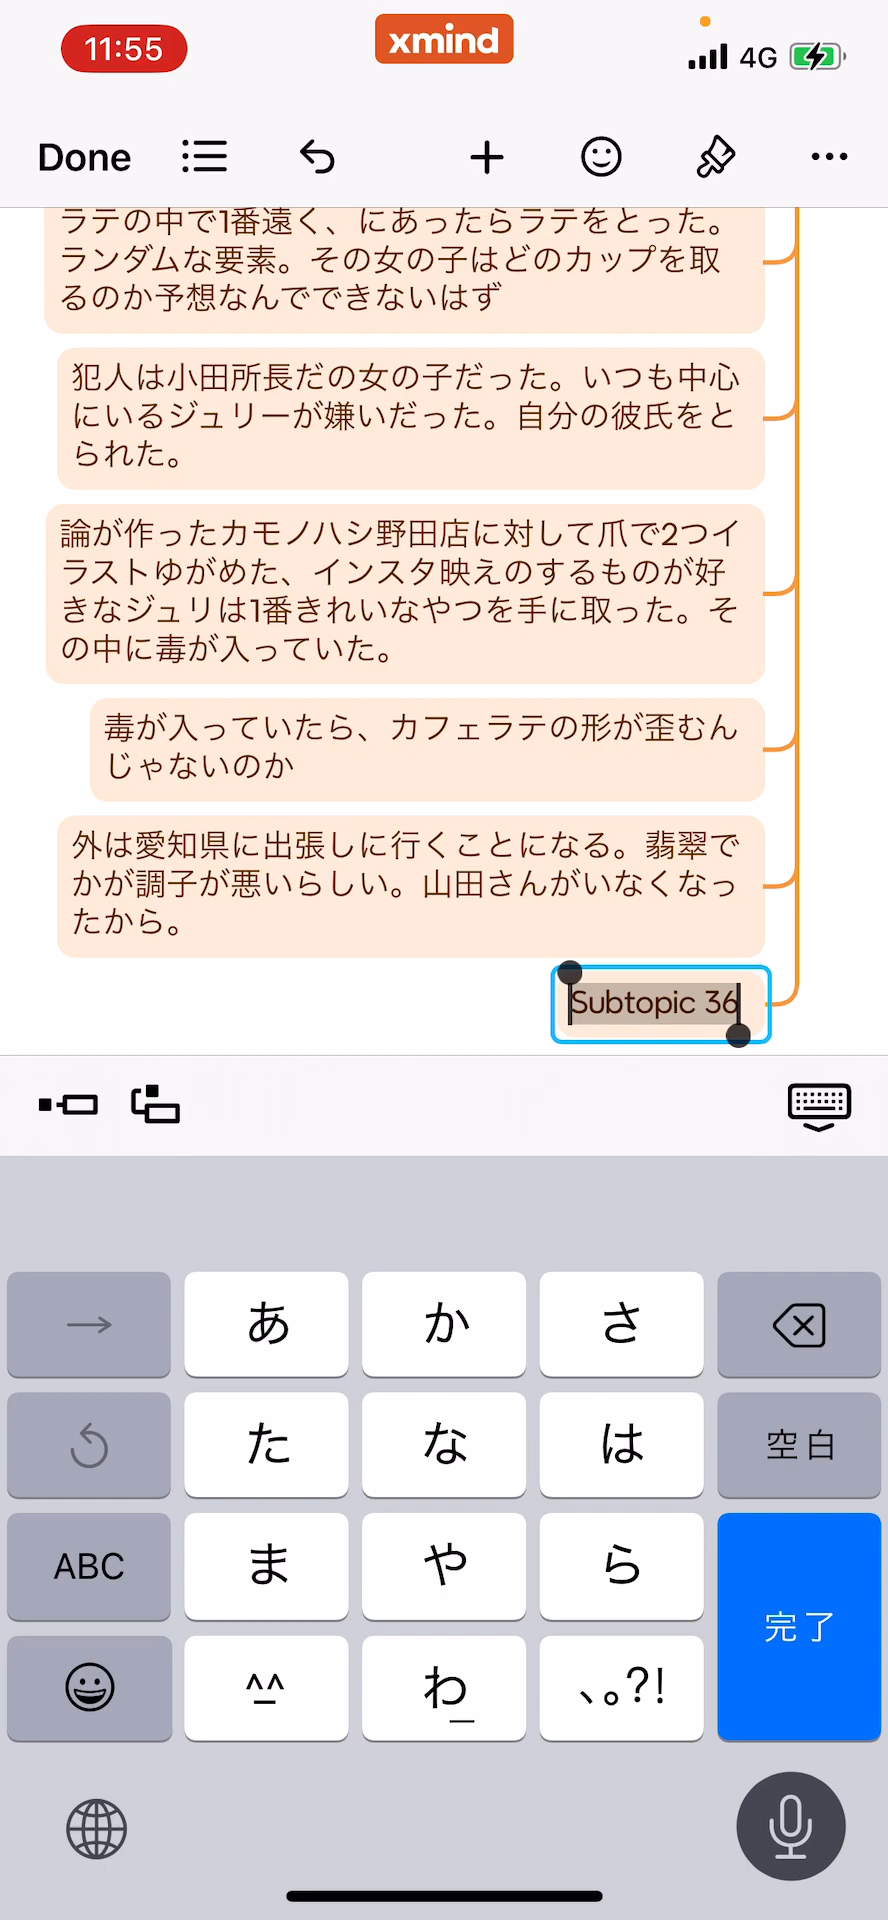 11:55
xmind
4G
Done
ラテの中で1番遠く、にあったらラテをとった。
ランダムな要素。その女の子はどのカップを取
るのか予想なんでできないはず
犯人は小田所長だの女の子だった。いつも中心
にいるジュリーが嫌いだった。自分の彼氏をと
られた。
論が作ったカモノハシ野田店に対して爪で2つイ
ラストゆがめた、インスタ映えのするものが好
きなジュリは1番きれいなやつを手に取った。そ
の中に毒が入っていた。
毒が入っていたら、カフェラテの形が歪むん
じゃないのか
外は愛知県に出張しに行くことになる。翡翠で
かが調子が悪いらしい。山田さんがいなくなっ
たから。
Subtopic 36
→ あ か さ
た な は 空白
ABC ま や ら
完了
^^ わ 、。?!